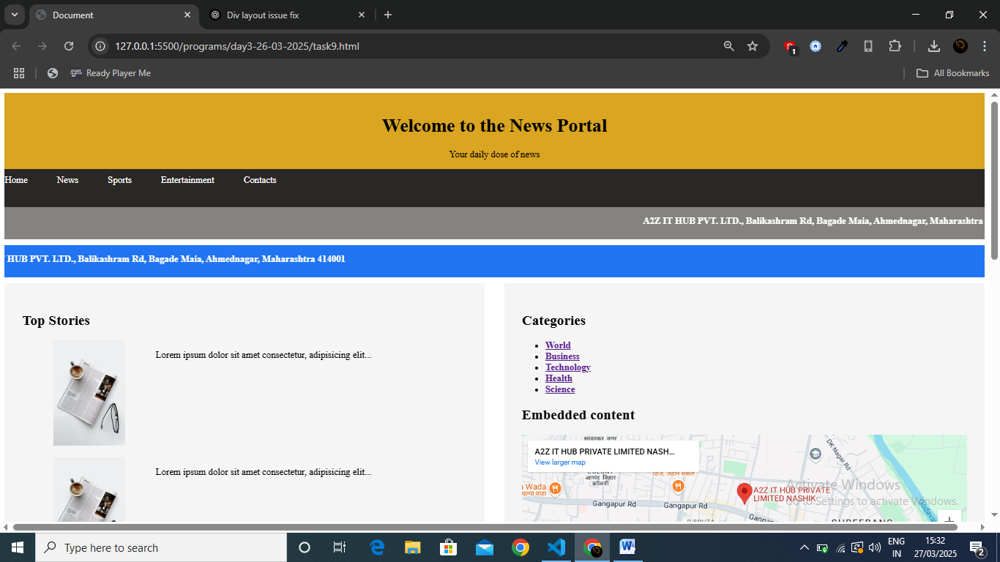 Document
Div layout issue fix
127.0.0.1:5500/programs/day3-26-03-2025/task9.html
1
Ready Player Me
All Bookmarks
Welcome to the News Portal
Your daily dose of news
Home News Sports Entertainment Contacts
A2Z IT HUB PVT. LTD., Balikashram Rd, Bagade Maia, Ahmednagar, Maharashtra
HUB PVT. LTD., Balikashram Rd, Bagade Maia, Ahmednagar, Maharashtra 414001
Top Stories
Lorem ipsum dolor sit amet consectetur, adipisicing elit...
Lorem ipsum dolor sit amet consectetur, adipisicing elit...
Categories
World
Business
Technology
Health
Science
Embedded content
सावरकर नगर
A2Z IT HUB PRIVATE LIMITED NASH...
View larger map
DK Nagar Rd
COLONY
आणंद विहार
कॉलनी
Wada
वाडा
A2Z IT HUB PRIVATE
LIMITED NASHIK
Gangapur Rd
Gangapur Rd
D'SOUZA
Activate Windows
Go to Settings to activate Windows.
Type here to search
ENG
IN
15:32
27/03/2025
2